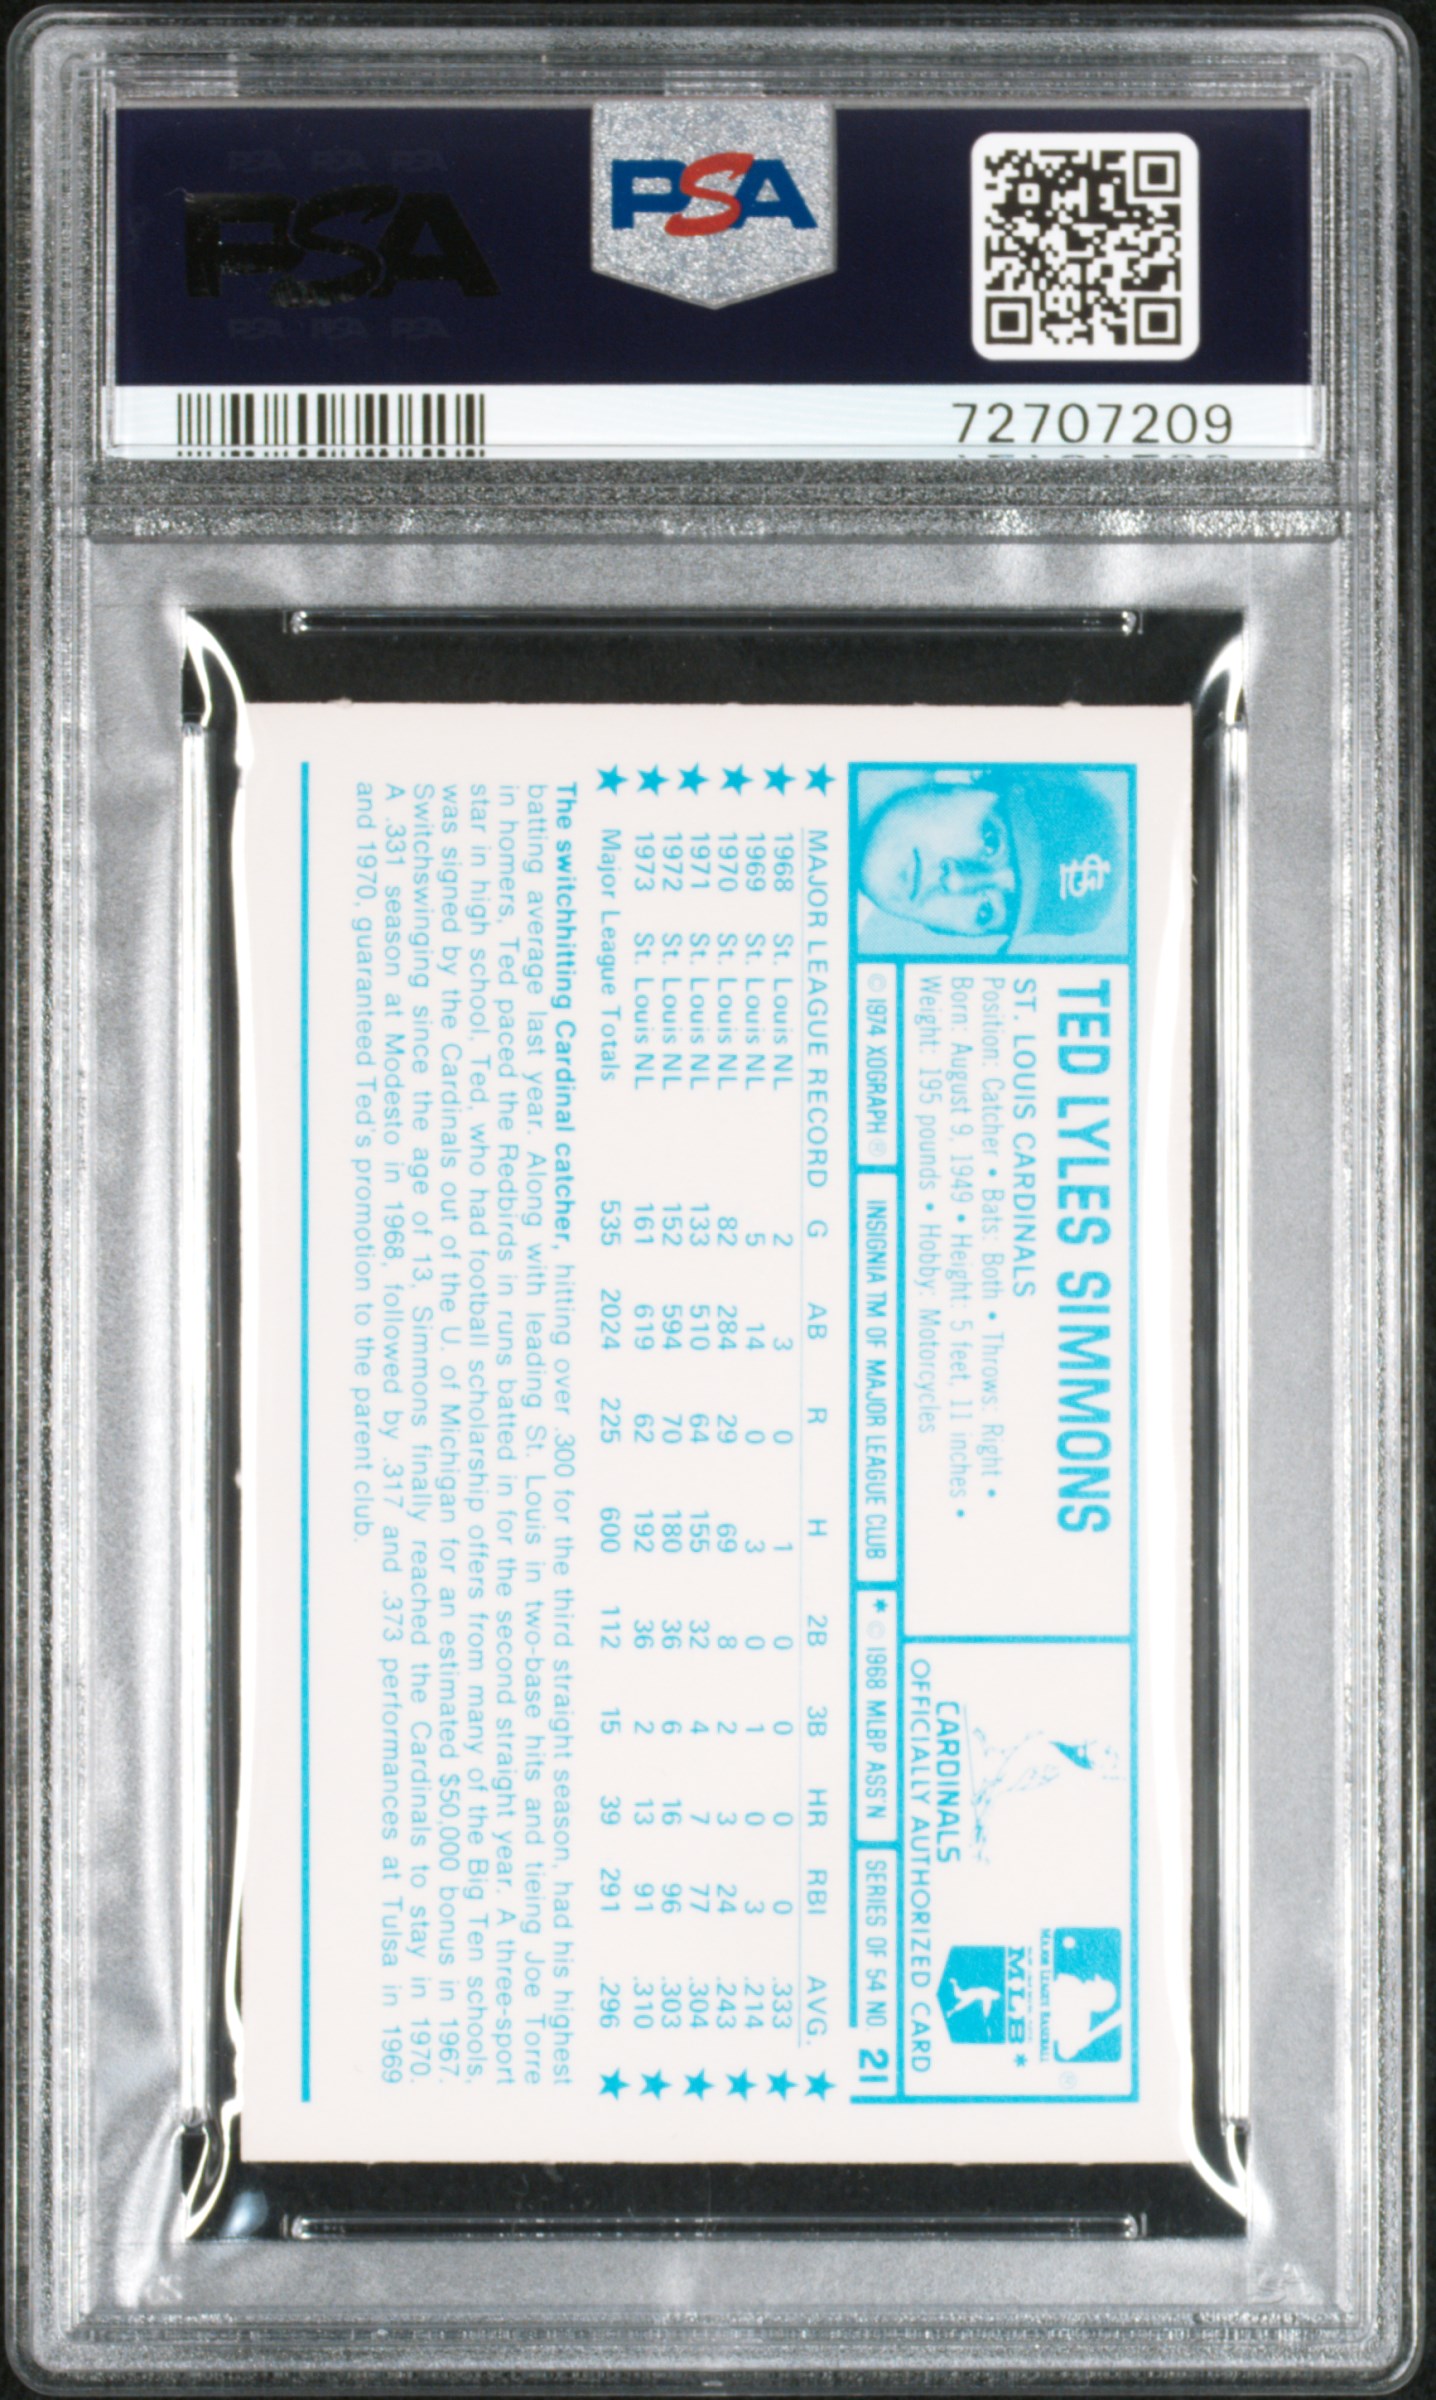 PSA PSA PSA
PSA
PSA PSA PSA
PSA
72707209
TED LYLES SIMMONS
ST. LOUIS CARDINALS
Position: Catcher • Bats: Both • Throws: Right •
Born: August 9, 1949 • Height: 5 feet, 11 inches •
Weight: 195 pounds • Hobby: Motorcycles
CARDINALS
OFFICIALLY AUTHORIZED CARD
MAJOR LEAGUE BASEBALL ®
MLB *
© 1974 XOGRAPH ® INSIGNIA TM OF MAJOR LEAGUE CLUB * © 1968 MLBP ASS'N SERIES OF 54 NO. 21
★ MAJOR LEAGUE RECORD G AB R H 2B 3B HR RBI AVG. ★
★ 1968 St. Louis NL 2 3 0 1 0 0 0 0 .333 ★
1969 St. Louis NL 5 14 0 3 0 1 0 3 .214
★ 1970 St. Louis NL 82 284 29 69 8 2 3 24 .243 ★
★ 1971 St. Louis NL 133 510 64 155 32 4 7 77 .304 ★
1972 St. Louis NL 152 594 70 180 36 6 16 96 .303
★ 1973 St. Louis NL 161 619 62 192 36 2 13 91 .310 ★
★ Major League Totals 535 2024 225 600 112 15 39 291 .296 ★
The switchhitting Cardinal catcher, hitting over .300 for the third straight season, had his highest
batting average last year. Along with leading St. Louis in two-base hits and tieing Joe Torre
in homers, Ted paced the Redbirds in runs batted in for the second straight year. A three-sport
star in high school, Ted, who had football scholarship offers from many of the Big Ten schools,
was signed by the Cardinals out of the U. of Michigan for an estimated $50,000 bonus in 1967.
Switchswinging since the age of 13, Simmons finally reached the Cardinals to stay in 1970.
A .331 season at Modesto in 1968, followed by .317 and .373 performances at Tulsa in 1969
and 1970, guaranteed Ted's promotion to the parent club.